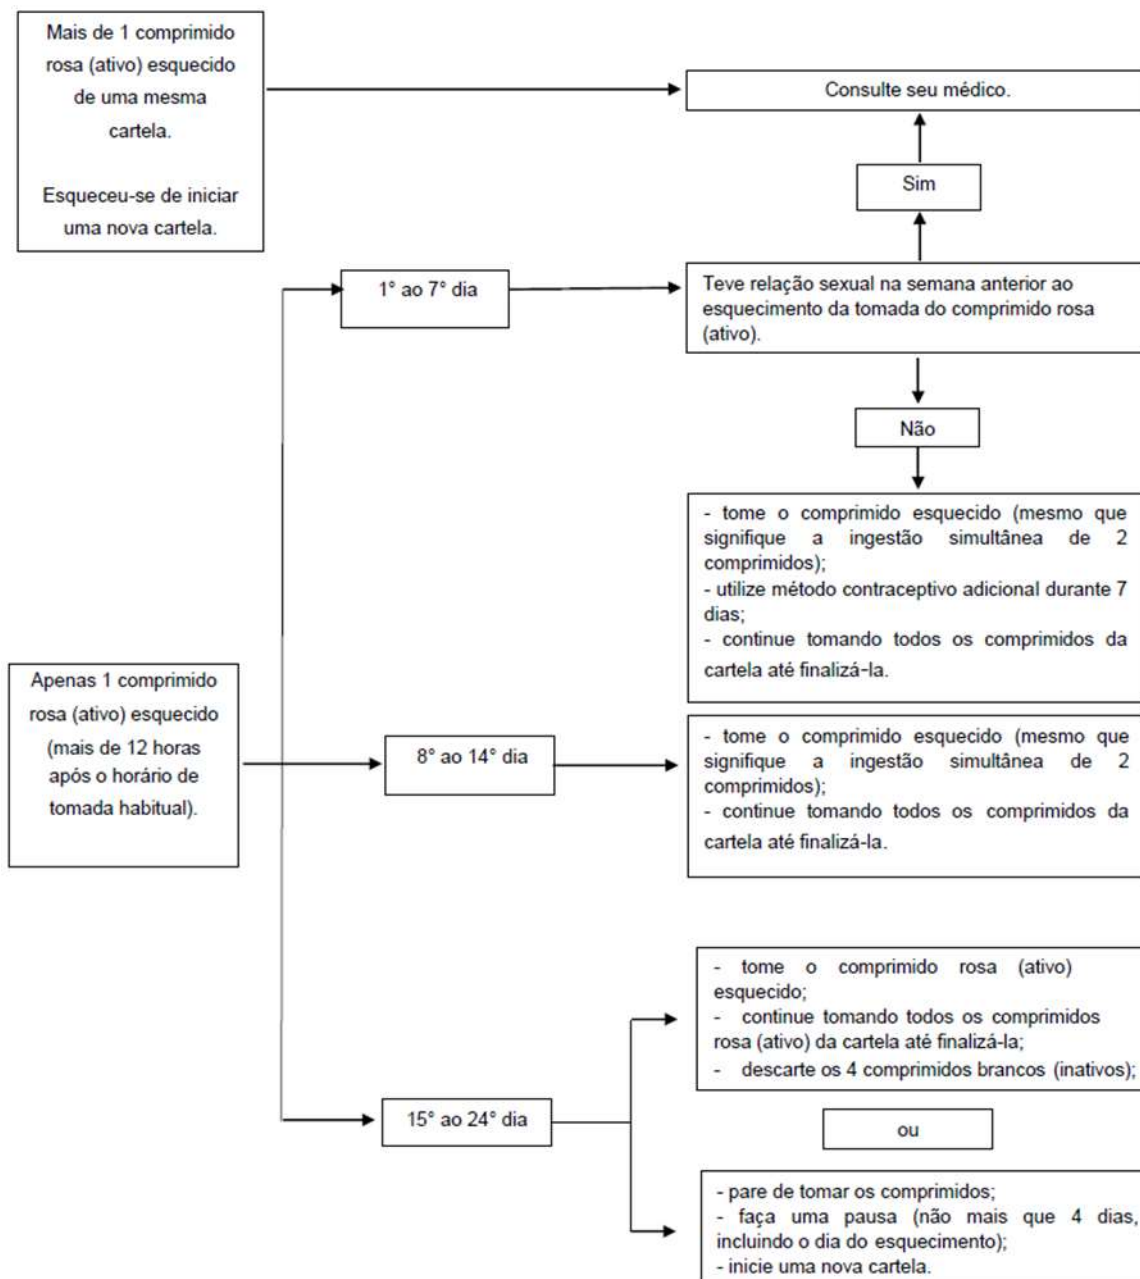 Mais de 1 comprimido
rosa (ativo) esquecido
de uma mesma
cartela.
Esqueceu-se de iniciar
uma nova cartela.
Consulte seu médico.
Sim
1° ao 7° dia
Teve relação sexual na semana anterior ao
esquecimento da tomada do comprimido rosa
(ativo).
Não
- tome o comprimido esquecido (mesmo que
signifique a ingestão simultânea de 2
comprimidos);
- utilize método contraceptivo adicional durante 7
dias;
- continue tomando todos os comprimidos da
cartela até finalizá-la.
Apenas 1 comprimido
rosa (ativo) esquecido
(mais de 12 horas
após o horário de
tomada habitual).
8° ao 14° dia
- tome o comprimido esquecido (mesmo que
signifique a ingestão simultânea de 2
comprimidos);
- continue tomando todos os comprimidos da
cartela até finalizá-la.
15° ao 24° dia
- tome o comprimido rosa (ativo)
esquecido;
- continue tomando todos os comprimidos
rosa (ativo) da cartela até finalizá-la;
- descarte os 4 comprimidos brancos (inativos);
ou
- pare de tomar os comprimidos;
- faça uma pausa (não mais que 4 dias,
incluindo o dia do esquecimento);
- inicie uma nova cartela.